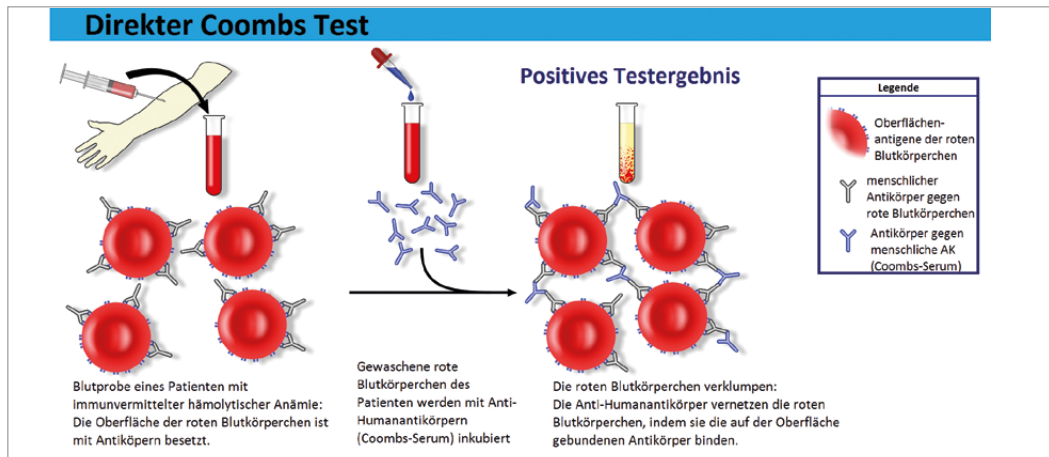 Direkter Coombs Test
Positives Testergebnis
Legende
Oberflächen-
antigene der roten
Blutkörperchen
menschlicher
Antikörper gegen
rote Blutkörperchen
Antikörper gegen
menschliche AK
(Coombs-Serum)
Blutprobe eines Patienten mit
immunvermittelter hämolytischer Anämie:
Die Oberfläche der roten Blutkörperchen ist
mit Antiköpern besetzt.
Gewaschene rote
Blutkörperchen des
Patienten werden mit Anti-
Humanantikörpern
(Coombs-Serum) inkubiert
Die roten Blutkörperchen verklumpen:
Die Anti-Humanantikörper vernetzen die roten
Blutkörperchen, indem sie die auf der Oberfläche
gebundenen Antikörper binden.